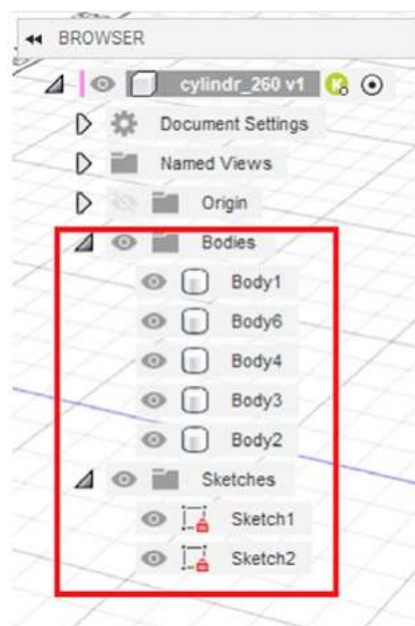 BROWSER
cylindr_260 v1
Document Settings
Named Views
Origin
Bodies
Body1
Body6
Body4
Body3
Body2
Sketches
Sketch1
Sketch2